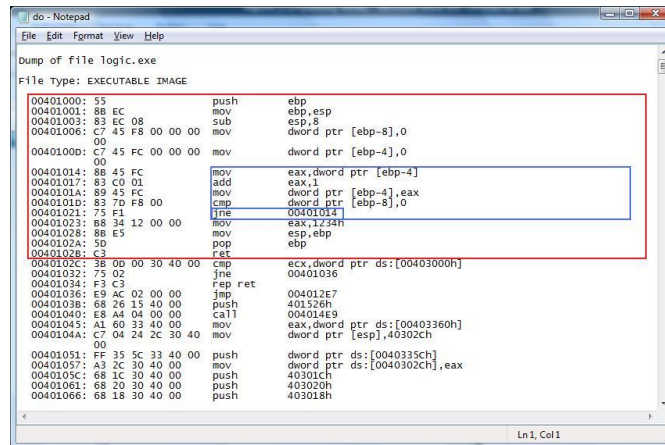 do - Notepad
File Edit Format View Help
Dump of file logic.exe
File Type: EXECUTABLE IMAGE
00401000: 55 push ebp
00401001: 8B EC mov ebp,esp
00401003: 83 EC 08 sub esp,8
00401006: C7 45 F8 00 00 00 mov dword ptr [ebp-8],0
00
0040100D: C7 45 FC 00 00 00 mov dword ptr [ebp-4],0
00
00401014: 8B 45 FC mov eax,dword ptr [ebp-4]
00401017: 83 C0 01 add eax,1
0040101A: 89 45 FC mov dword ptr [ebp-4],eax
0040101D: 83 7D F8 00 cmp dword ptr [ebp-8],0
00401021: 75 F1 jne 00401014
00401023: B8 34 12 00 00 mov eax,1234h
00401028: 8B E5 mov esp,ebp
0040102A: 5D pop ebp
0040102B: C3 ret
0040102C: 3B 0D 00 30 40 00 cmp ecx,dword ptr ds:[00403000h]
00401032: 75 02 jne 00401036
00401034: F3 C3 rep ret
00401036: E9 AC 02 00 00 jmp 004012E7
0040103B: 68 26 15 40 00 push 401526h
00401040: E8 A4 04 00 00 call 004014E9
00401045: A1 60 33 40 00 mov eax,dword ptr ds:[00403360h]
0040104A: C7 04 24 2C 30 40 mov dword ptr [esp],40302Ch
00
00401051: FF 35 5C 33 40 00 push dword ptr ds:[0040335Ch]
00401057: A3 2C 30 40 00 mov dword ptr ds:[0040302Ch],eax
0040105C: 68 1C 30 40 00 push 40301Ch
00401061: 68 20 30 40 00 push 403020h
00401066: 68 18 30 40 00 push 403018h
Ln 1, Col 1